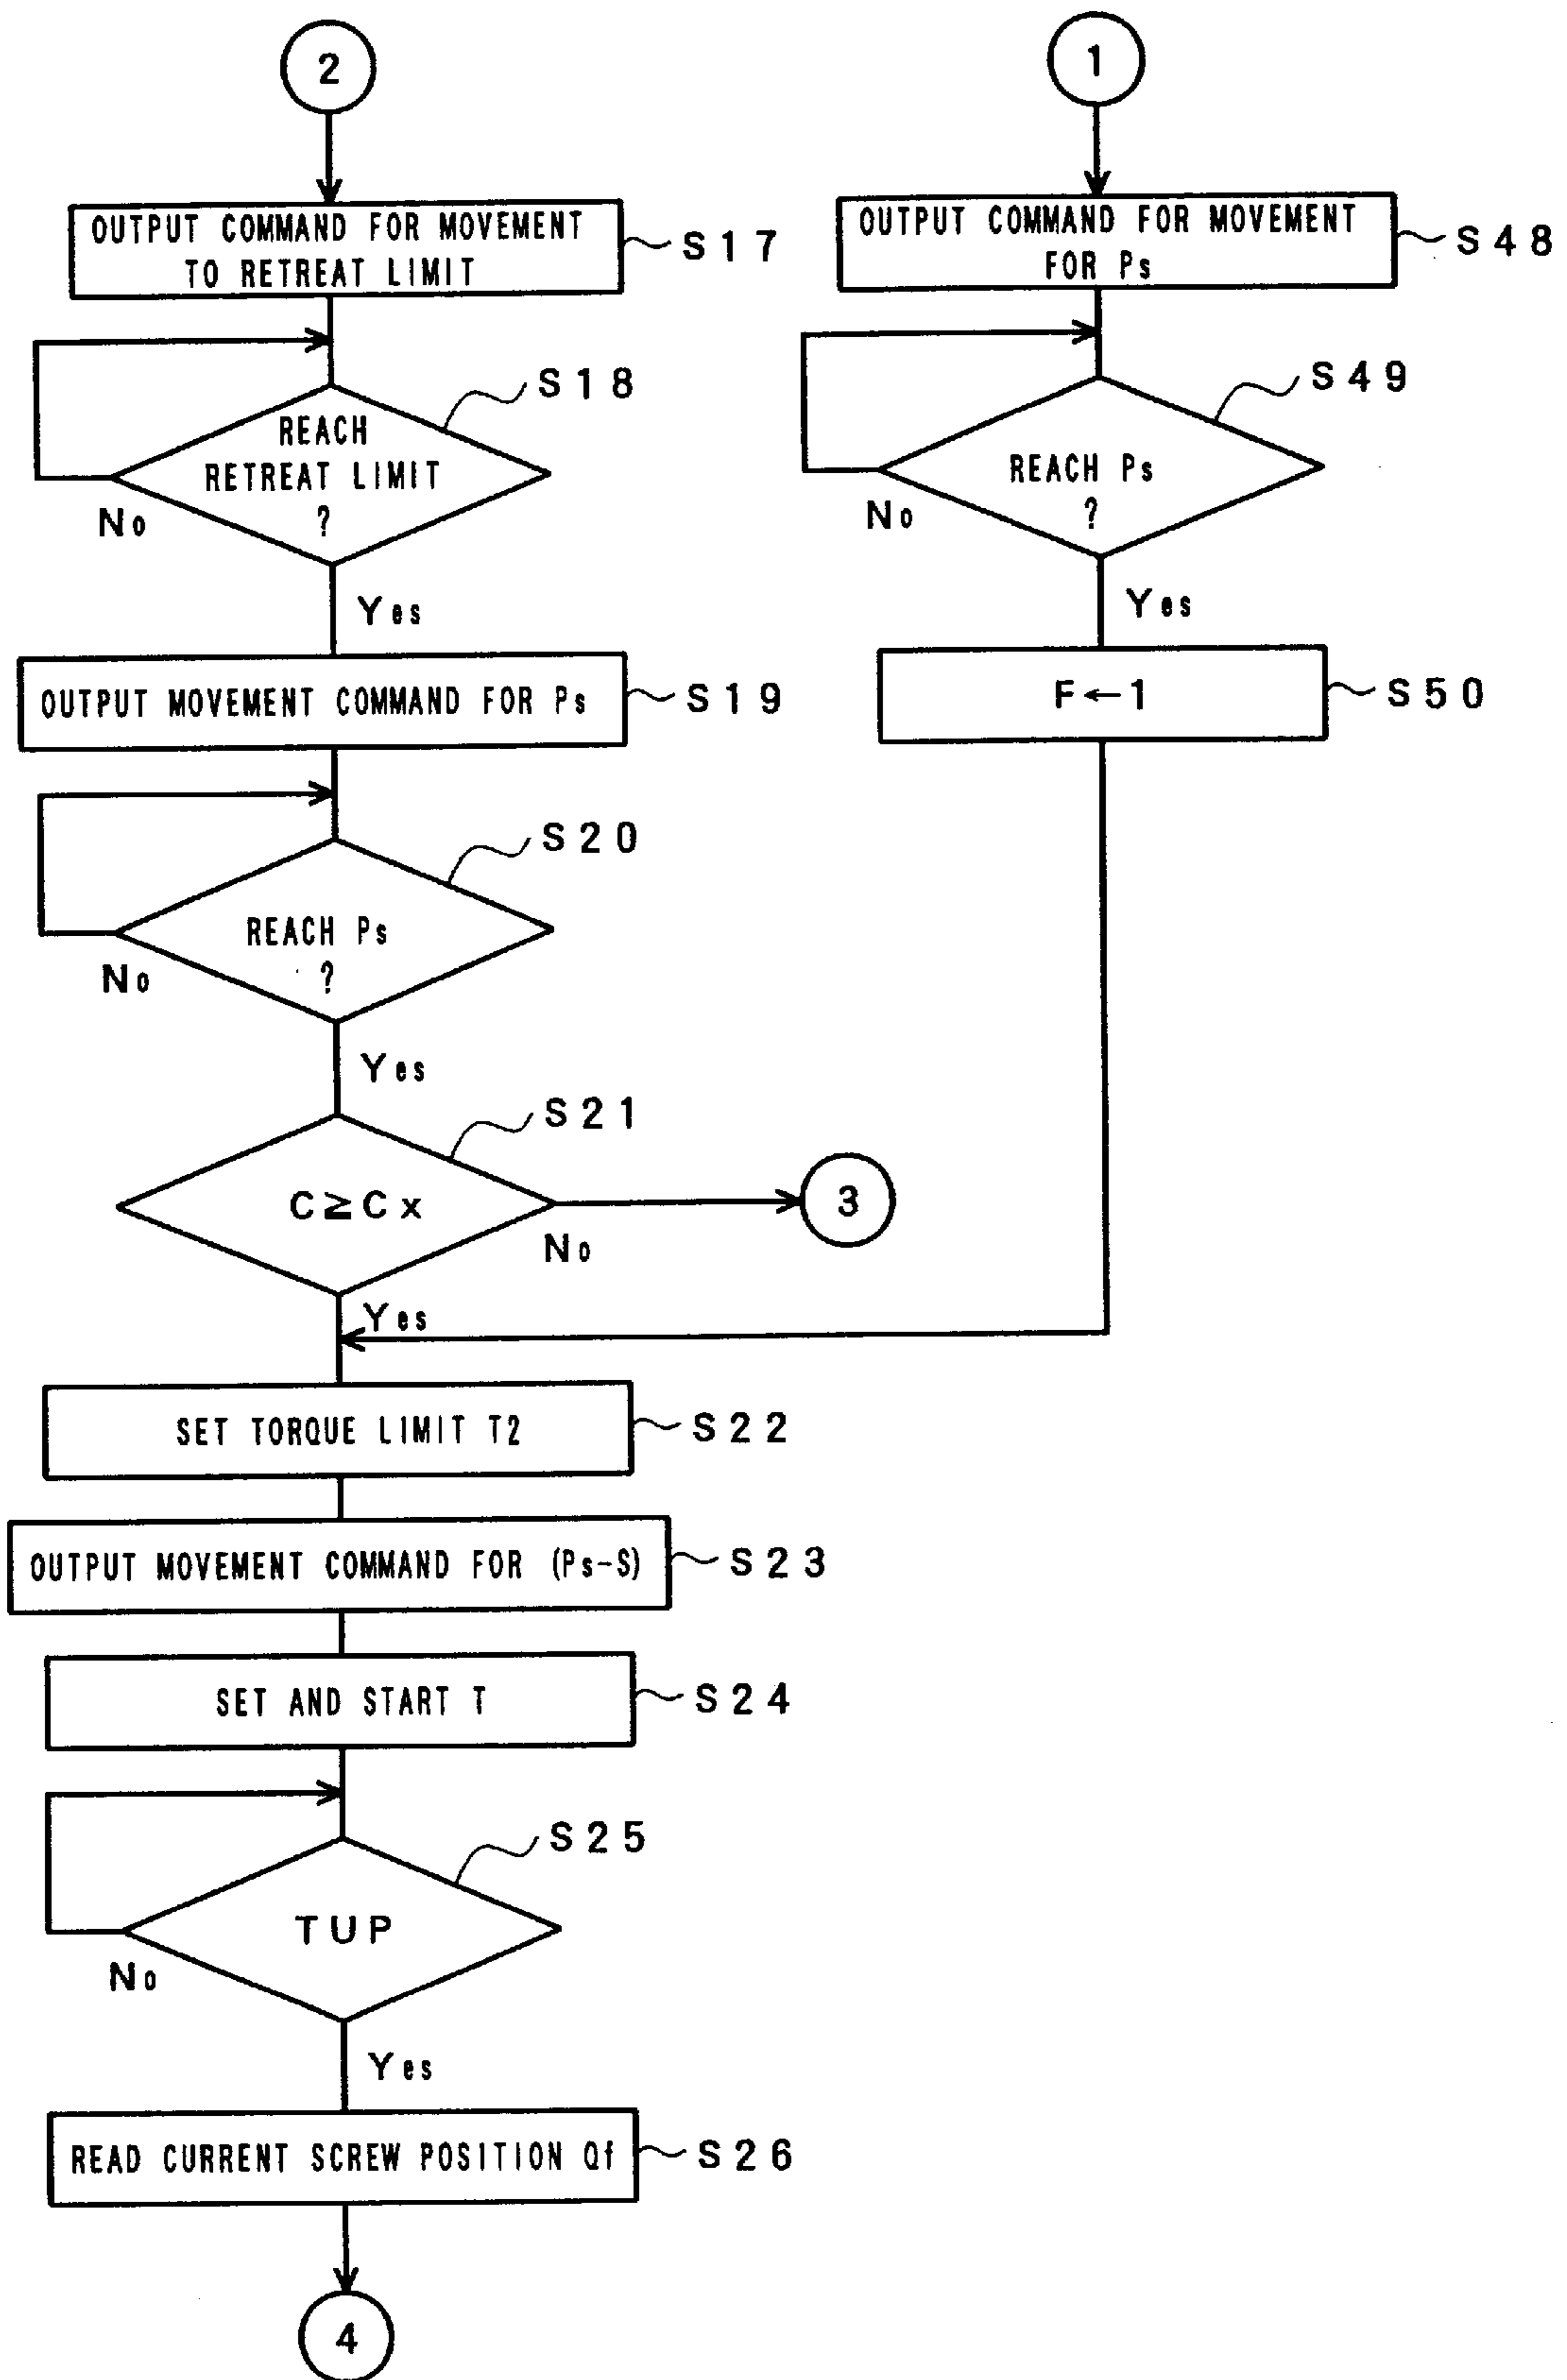 2
OUTPUT COMMAND FOR MOVEMENT
TO RETREAT LIMIT
S17
REACH
RETREAT LIMIT
?
S18
No
Yes
OUTPUT MOVEMENT COMMAND FOR Ps
S19
REACH Ps
?
S20
No
Yes
C≥Cx
S21
No
3
Yes
1
OUTPUT COMMAND FOR MOVEMENT
FOR Ps
S48
REACH Ps
?
S49
No
Yes
F←1
S50
SET TORQUE LIMIT T2
S22
OUTPUT MOVEMENT COMMAND FOR (Ps-S)
S23
SET AND START T
S24
TUP
S25
No
Yes
READ CURRENT SCREW POSITION Qf
S26
4